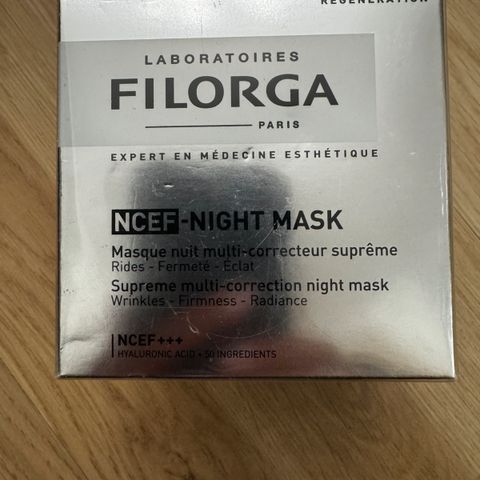 REGENERATION
LABORATOIRES
FILORGA
PARIS
EXPERT EN MÉDECINE ESTHÉTIQUE
NCEF-NIGHT MASK
Masque nuit multi-correcteur suprême
Rides - Fermeté - Éclat
Supreme multi-correction night mask
Wrinkles - Firmness - Radiance
NCEF+++
HYALURONIC ACID + 50 INGREDIENTS